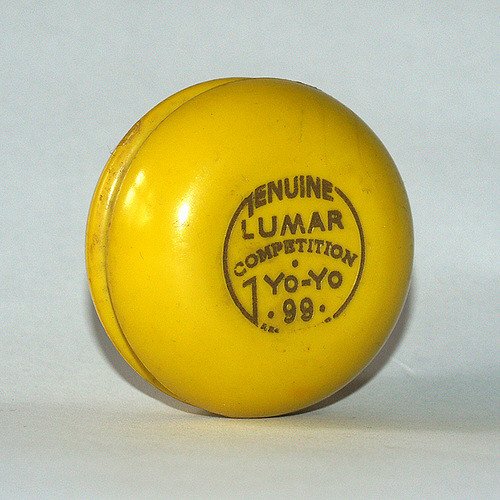 GENUINE
LUMAR
COMPETITION
YO-YO
99